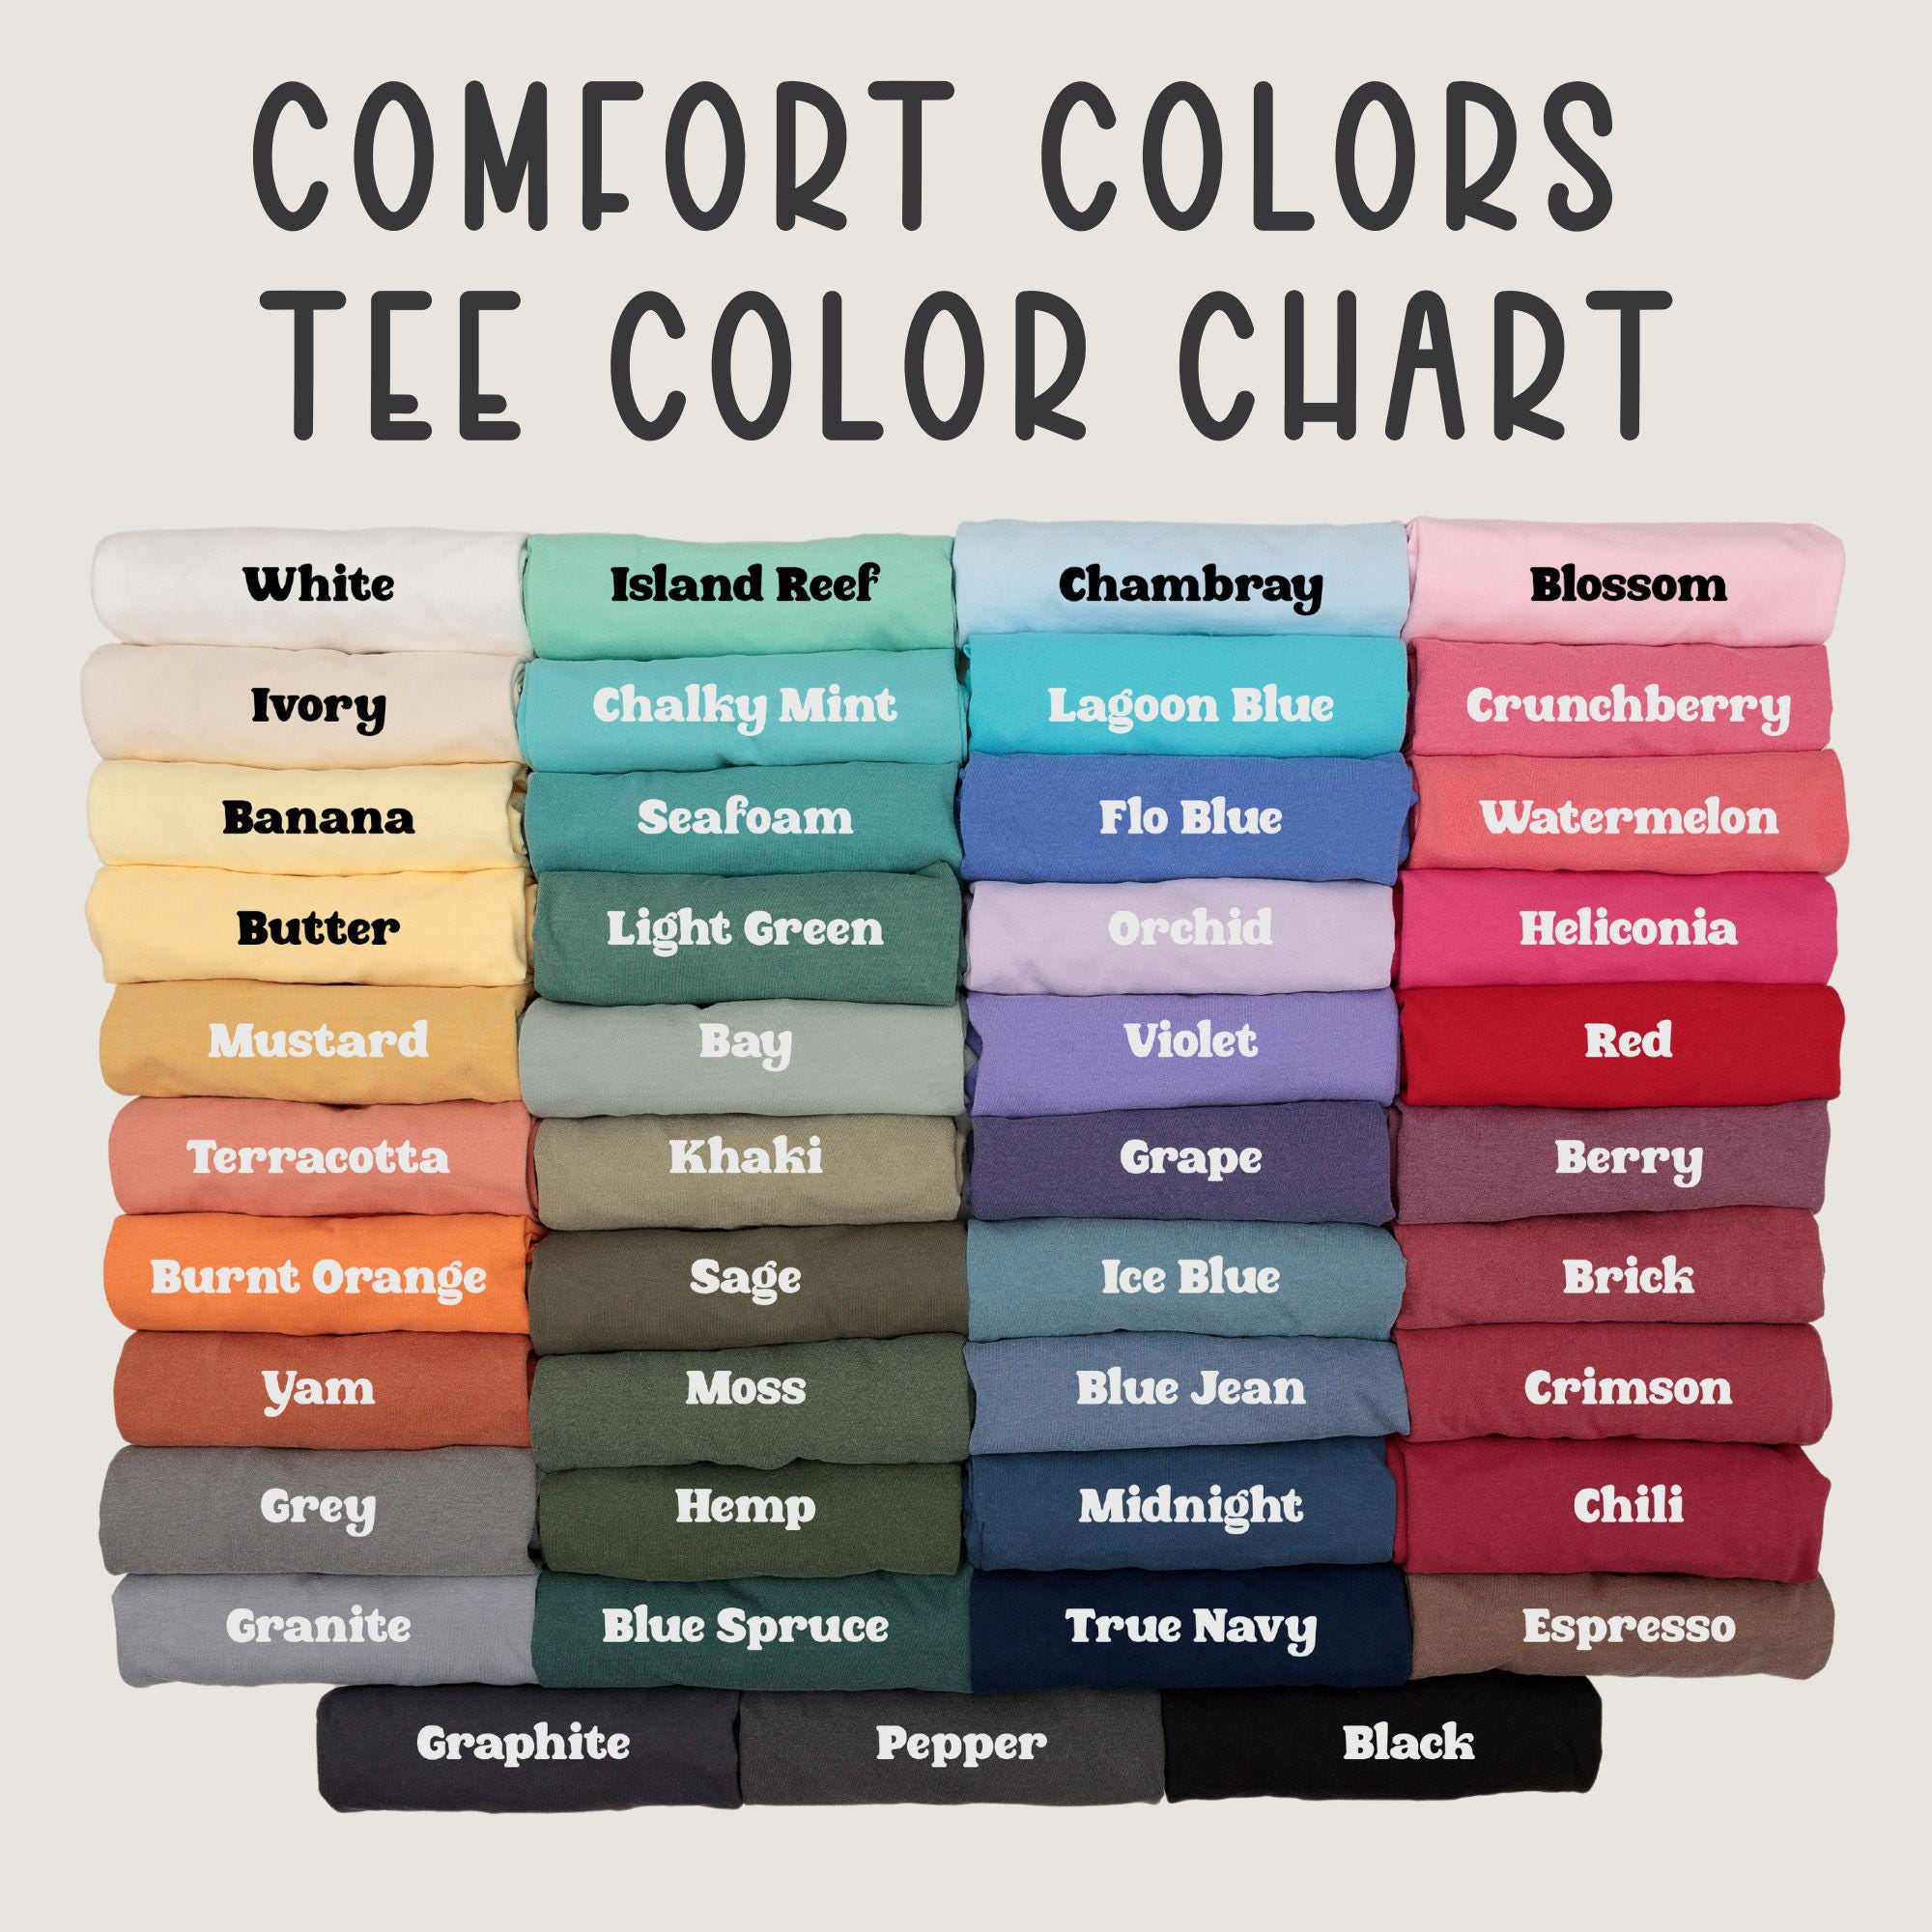 COMFORT COLORS
TEE COLOR CHART
White
Island Reef
Chambray
Blossom
Ivory
Chalky Mint
Lagoon Blue
Crunchberry
Banana
Seafoam
Flo Blue
Watermelon
Butter
Light Green
Orchid
Heliconia
Mustard
Bay
Violet
Red
Terracotta
Khaki
Grape
Berry
Burnt Orange
Sage
Ice Blue
Brick
Yam
Moss
Blue Jean
Crimson
Grey
Hemp
Midnight
Chili
Granite
Blue Spruce
True Navy
Espresso
Graphite
Pepper
Black